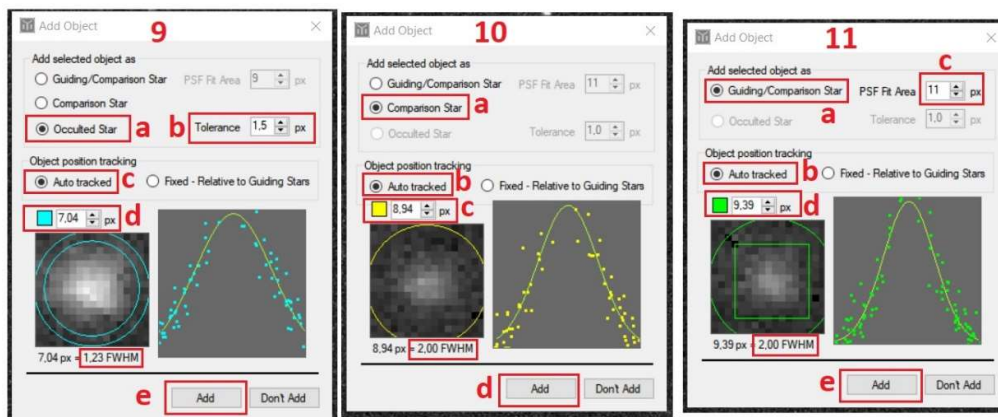 Add Object
9
Add selected object as
Guiding/Comparison Star PSF Fit Area 9 px
Comparison Star
Occulted Star a b Tolerance 1,5 px
Object position tracking
Auto tracked c Fixed - Relative to Guiding Stars
7,04 px d
7,04 px = 1,23 FWHM
e Add Don't Add
Add Object
10
Add selected object as
Guiding/Comparison Star PSF Fit Area 11 px
Comparison Star a
Occulted Star Tolerance 1,0 px
Object position tracking
Auto tracked b Fixed - Relative to Guiding Stars
8,94 px c
8,94 px = 2,00 FWHM
d Add Don't Add
Add Object
11
c
Add selected object as
Guiding/Comparison Star PSF Fit Area 11 px
a
Occulted Star Tolerance 1,0 px
Object position tracking
Auto tracked b Fixed - Relative to Guiding Stars
9,39 px d
9,39 px = 2,00 FWHM
e Add Don't Add